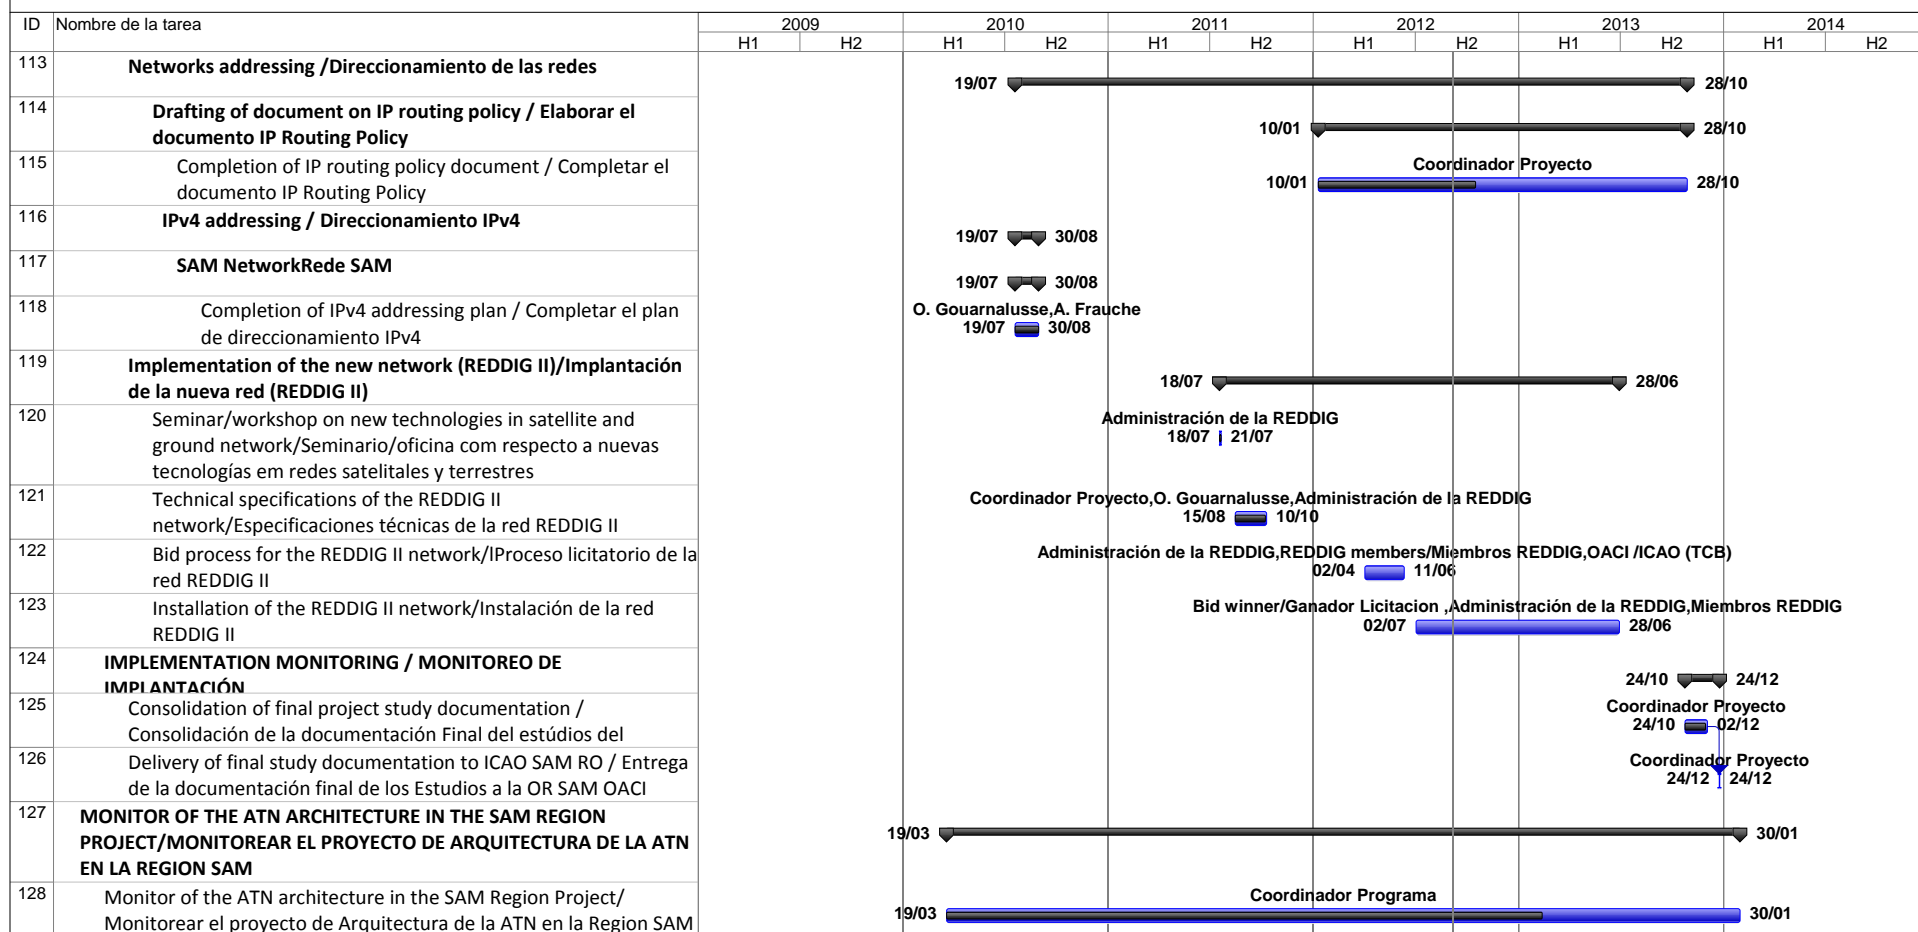 ID Nombre de la tarea 2009 2010 2011 2012 2013 2014
H1 H2 H1 H2 H1 H2 H1 H2 H1 H2 H1 H2
113 Networks addressing /Direccionamiento de las redes
19/07 28/10
114 Drafting of document on IP routing policy / Elaborar el
documento IP Routing Policy
10/01 28/10
115 Completion of IP routing policy document / Completar el
documento IP Routing Policy
Coordinador Proyecto
10/01 28/10
116 IPv4 addressing / Direccionamiento IPv4
19/07 30/08
117 SAM NetworkRede SAM
19/07 30/08
118 Completion of IPv4 addressing plan / Completar el plan
de direccionamiento IPv4
O. Gouarnalusse,A. Frauche
19/07 30/08
119 Implementation of the new network (REDDIG II)/Implantación
de la nueva red (REDDIG II)
18/07 28/06
120 Seminar/workshop on new technologies in satellite and
ground network/Seminario/oficina com respecto a nuevas
tecnologías em redes satelitales y terrestres
Administración de la REDDIG
18/07 21/07
121 Technical specifications of the REDDIG II
network/Especificaciones técnicas de la red REDDIG II
Coordinador Proyecto,O. Gouarnalusse,Administración de la REDDIG
15/08 10/10
122 Bid process for the REDDIG II network/lProceso licitatorio de la
red REDDIG II
Administración de la REDDIG,REDDIG members/Miembros REDDIG,OACI /ICAO (TCB)
02/04 11/06
123 Installation of the REDDIG II network/Instalación de la red
REDDIG II
Bid winner/Ganador Licitacion ,Administración de la REDDIG,Miembros REDDIG
02/07 28/06
124 IMPLEMENTATION MONITORING / MONITOREO DE
IMPLANTACIÓN
24/10 24/12
125 Consolidation of final project study documentation /
Consolidación de la documentación Final del estúdios del
Coordinador Proyecto
24/10 02/12
126 Delivery of final study documentation to ICAO SAM RO / Entrega
de la documentación final de los Estudios a la OR SAM OACI
Coordinador Proyecto
24/12 24/12
127 MONITOR OF THE ATN ARCHITECTURE IN THE SAM REGION
PROJECT/MONITOREAR EL PROYECTO DE ARQUITECTURA DE LA ATN
EN LA REGION SAM
19/03 30/01
128 Monitor of the ATN architecture in the SAM Region Project/
Monitorear el proyecto de Arquitectura de la ATN en la Region SAM
Coordinador Programa
19/03 30/01